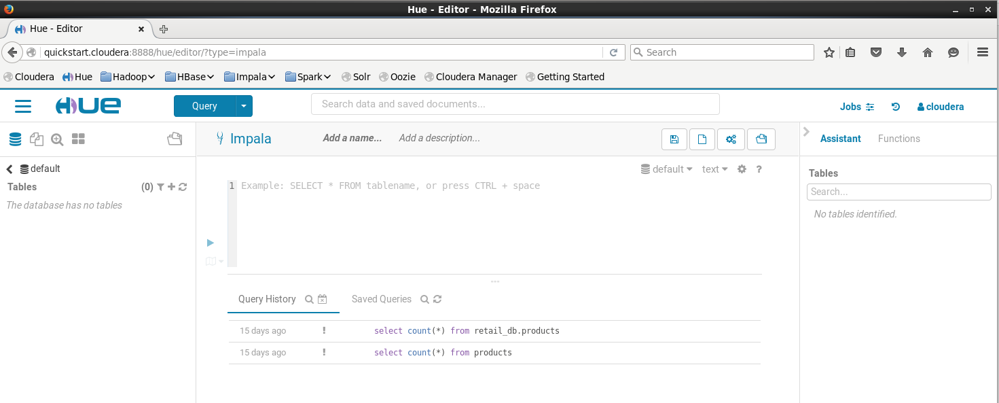 Hue - Editor - Mozilla Firefox
Hue - Editor
quickstart.cloudera:8888/hue/editor/?type=impala
Search
Cloudera Hue Hadoop HBase Impala Spark Solr Oozie Cloudera Manager Getting Started
HUE Query Search data and saved documents... Jobs cloudera
Impala Add a name... Add a description... Assistant Functions
default
default text ?
Tables (0)
The database has no tables
1 Example: SELECT * FROM tablename, or press CTRL + space
Tables
Search...
No tables identified.
Query History Saved Queries
15 days ago ! select count(*) from retail_db.products
15 days ago ! select count(*) from products